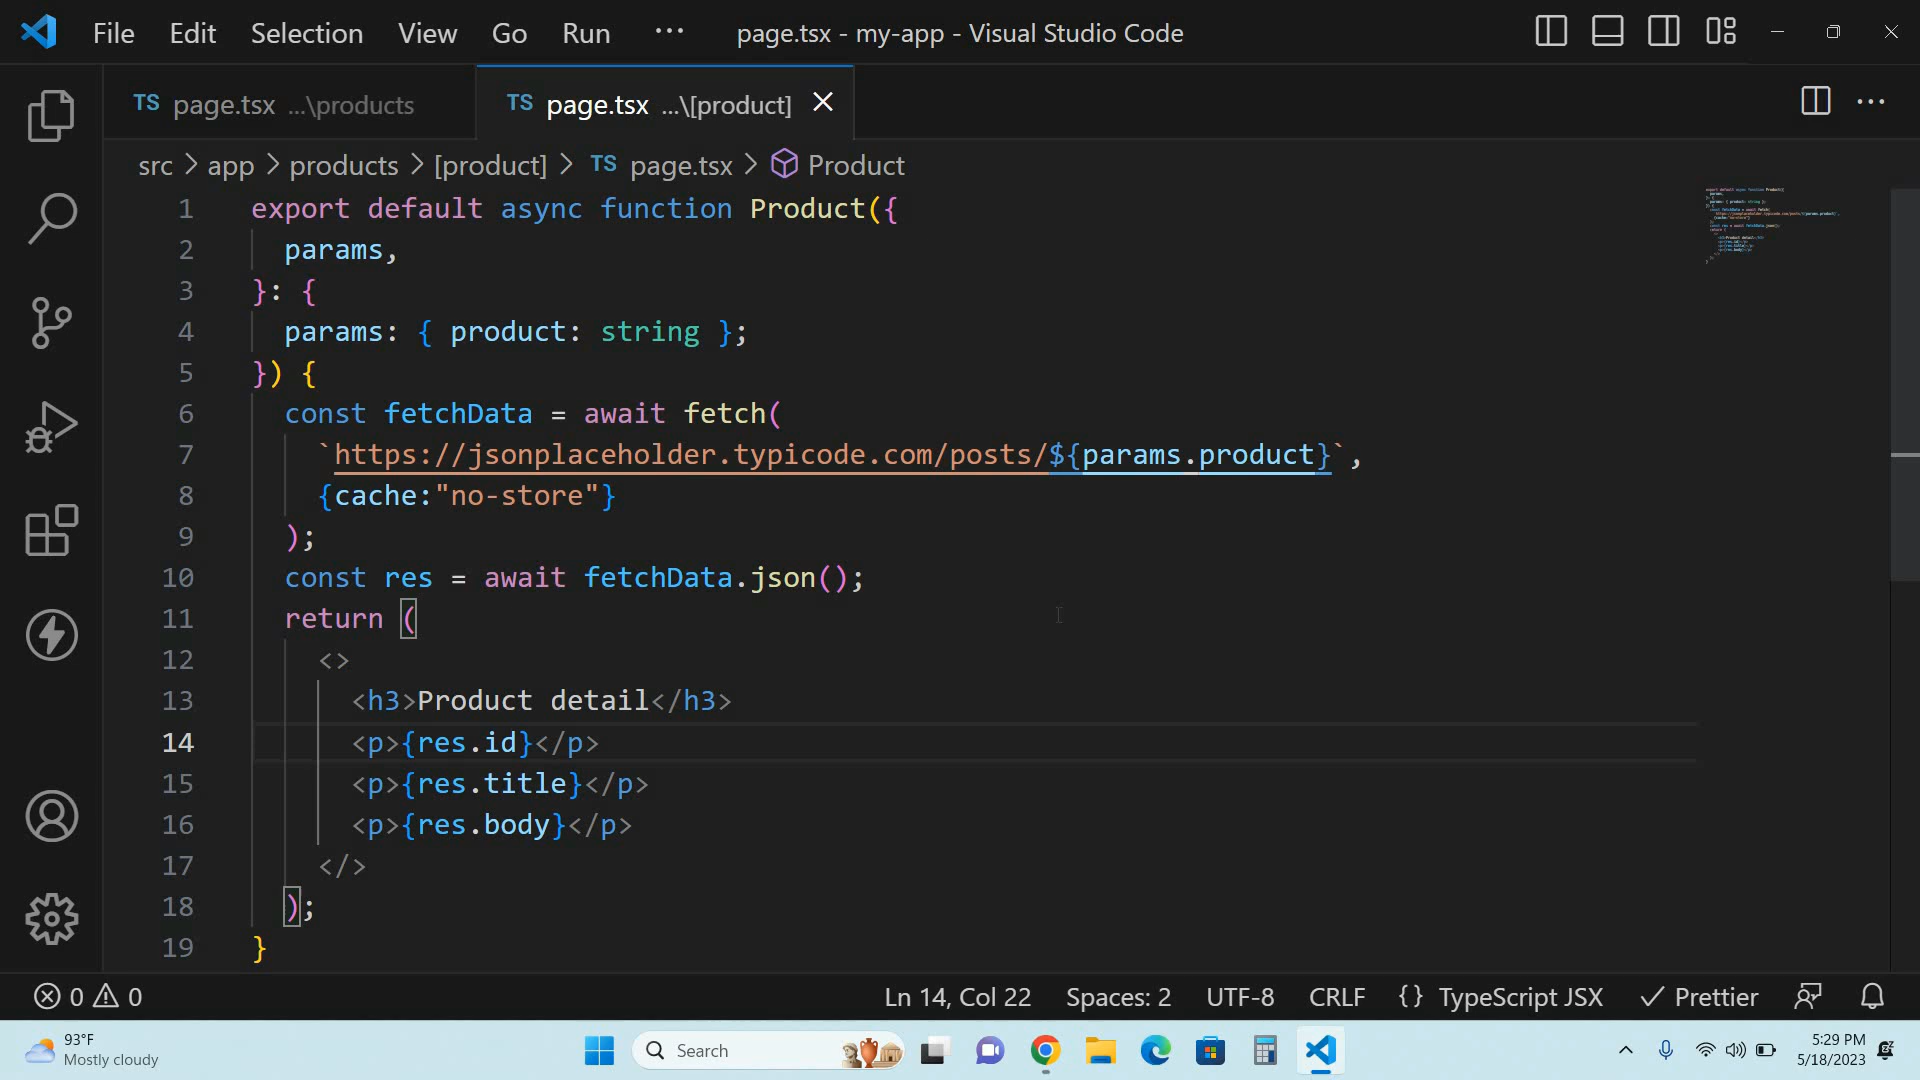 File Edit Selection View Go Run ··· page.tsx - my-app - Visual Studio Code
TS page.tsx ...\products TS page.tsx ...\[product]
src > app > products > [product] > TS page.tsx > Product
1 export default async function Product({
2 params,
3 }: {
4 params: { product: string };
5 }) {
6 const fetchData = await fetch(
7 `https://jsonplaceholder.typicode.com/posts/${params.product}`,
8 {cache:"no-store"}
9 );
10 const res = await fetchData.json();
11 return (
12 <>
13 <h3>Product detail</h3>
14 <p>{res.id}</p>
15 <p>{res.title}</p>
16 <p>{res.body}</p>
17 </>
18 );
19 }
0 0 Ln 14, Col 22 Spaces: 2 UTF-8 CRLF {} TypeScript JSX Prettier
93°F
Mostly cloudy
Search
5:29 PM
5/18/2023